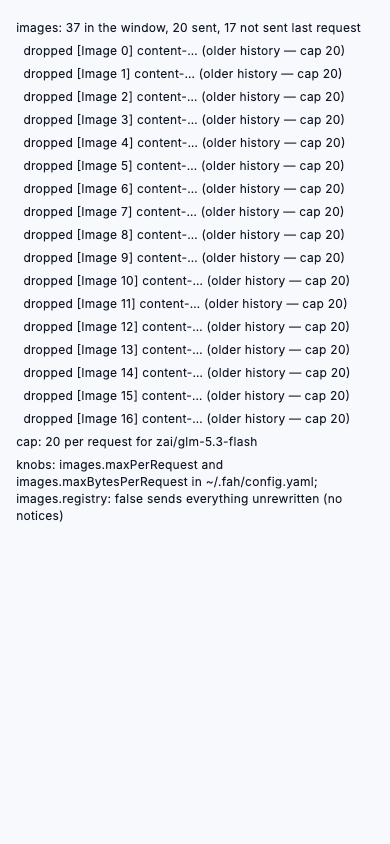 images: 37 in the window, 20 sent, 17 not sent last request
dropped [Image 0] content-... (older history — cap 20)
dropped [Image 1] content-... (older history — cap 20)
dropped [Image 2] content-... (older history — cap 20)
dropped [Image 3] content-... (older history — cap 20)
dropped [Image 4] content-... (older history — cap 20)
dropped [Image 5] content-... (older history — cap 20)
dropped [Image 6] content-... (older history — cap 20)
dropped [Image 7] content-... (older history — cap 20)
dropped [Image 8] content-... (older history — cap 20)
dropped [Image 9] content-... (older history — cap 20)
dropped [Image 10] content-... (older history — cap 20)
dropped [Image 11] content-... (older history — cap 20)
dropped [Image 12] content-... (older history — cap 20)
dropped [Image 13] content-... (older history — cap 20)
dropped [Image 14] content-... (older history — cap 20)
dropped [Image 15] content-... (older history — cap 20)
dropped [Image 16] content-... (older history — cap 20)
cap: 20 per request for zai/glm-5.3-flash
knobs: images.maxPerRequest and
images.maxBytesPerRequest in ~/.fah/config.yaml;
images.registry: false sends everything unrewritten (no
notices)